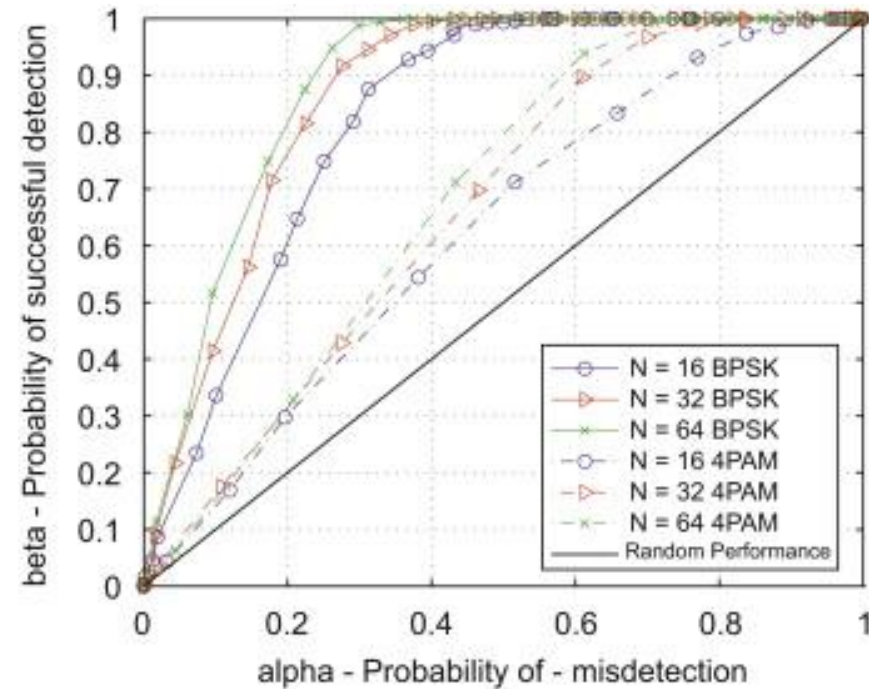 beta - Probability of successful detection
1
0.9
0.8
0.7
0.6
0.5
0.4
0.3
0.2
0.1
0
N = 16 BPSK
N = 32 BPSK
N = 64 BPSK
N = 16 4PAM
N = 32 4PAM
N = 64 4PAM
Random Performance
0 0.2 0.4 0.6 0.8 1
alpha - Probability of - misdetection